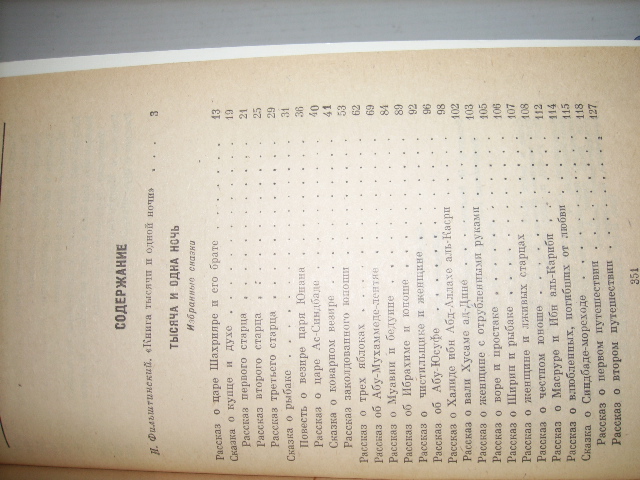 СОДЕРЖАНИЕ
И. Фильштинский. «Книга тысячи и одной ночи» . . . 3
ТЫСЯЧА И ОДНА НОЧЬ
Избранные сказки
Рассказ о царе Шахрияре и его брате . . . 13
Сказка о купце и духе . . . 19
Рассказ первого старца . . . 21
Рассказ второго старца . . . 25
Рассказ третьего старца . . . 29
Сказка о рыбаке . . . 31
Повесть о везире царя Юнана . . . 36
Рассказ о царе Ас-Синдбаде . . . 40
Сказка о коварном везире . . . 41
Рассказ заколдованного юноши . . . 53
Рассказ о трех яблоках . . . 62
Рассказ об Абу-Мухаммеде-лентяе . . . 69
Рассказ о Муавии и бедуине . . . 84
Рассказ об Ибрахиме и юноше . . . 89
Рассказ о чистильщике и женщине . . . 92
Рассказ об Абу-Юсуфе . . . 96
Рассказ о Халиде ибн Абд-Аллахе аль-Касри . . . 98
Рассказ о вали Хусаме ад-Дине . . . 102
Рассказ о женщине с отрубленными руками . . . 103
Рассказ о воре и простаке . . . 105
Рассказ о Ширин и рыбаке . . . 106
Рассказ о женщине и лживых старцах . . . 107
Рассказ о честном юноше . . . 108
Рассказ о Масруре и Ибн аль-Кариби . . . 112
Рассказ о влюбленных, погибших от любви . . . 114
Сказка о Синдбаде-мореходе . . . 115
Рассказ о первом путешествии . . . 118
Рассказ о втором путешествии . . . 127
351